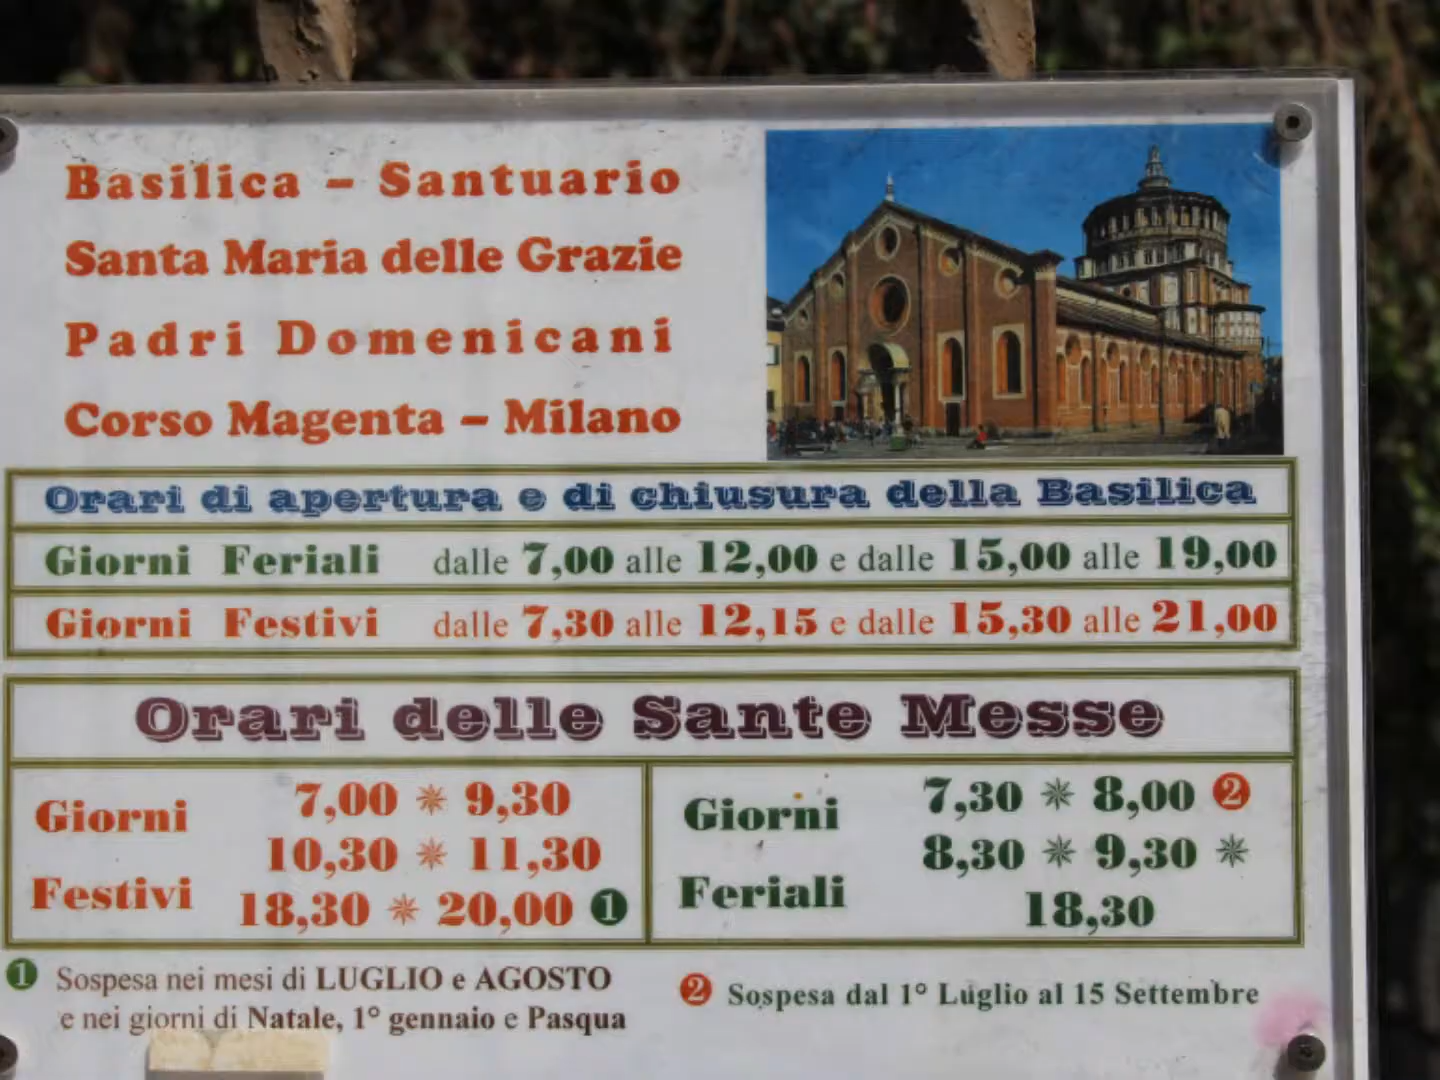 Basilica – Santuario
Santa Maria delle Grazie
Padri Domenicani
Corso Magenta – Milano
Orari di apertura e di chiusura della Basilica
Giorni Feriali dalle 7,00 alle 12,00 e dalle 15,00 alle 19,00
Giorni Festivi dalle 7,30 alle 12,15 e dalle 15,30 alle 21,00
Orari delle Sante Messe
Giorni Festivi
7,00 ✴ 9,30
10,30 ✴ 11,30
18,30 ✴ 20,00 ❶
Giorni Feriali
7,30 ✴ 8,00 ❷
8,30 ✴ 9,30 ✴
18,30
❶ Sospesa nei mesi di LUGLIO e AGOSTO
e nei giorni di Natale, 1° gennaio e Pasqua
❷ Sospesa dal 1° Luglio al 15 Settembre